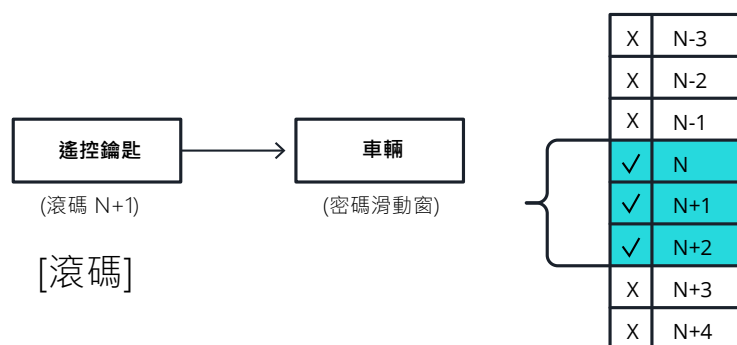 遙控鑰匙
(滾碼 N+1)
車輛
(密碼滑動窗)
[滾碼]
X N-3
X N-2
X N-1
✓ N
✓ N+1
✓ N+2
X N+3
X N+4